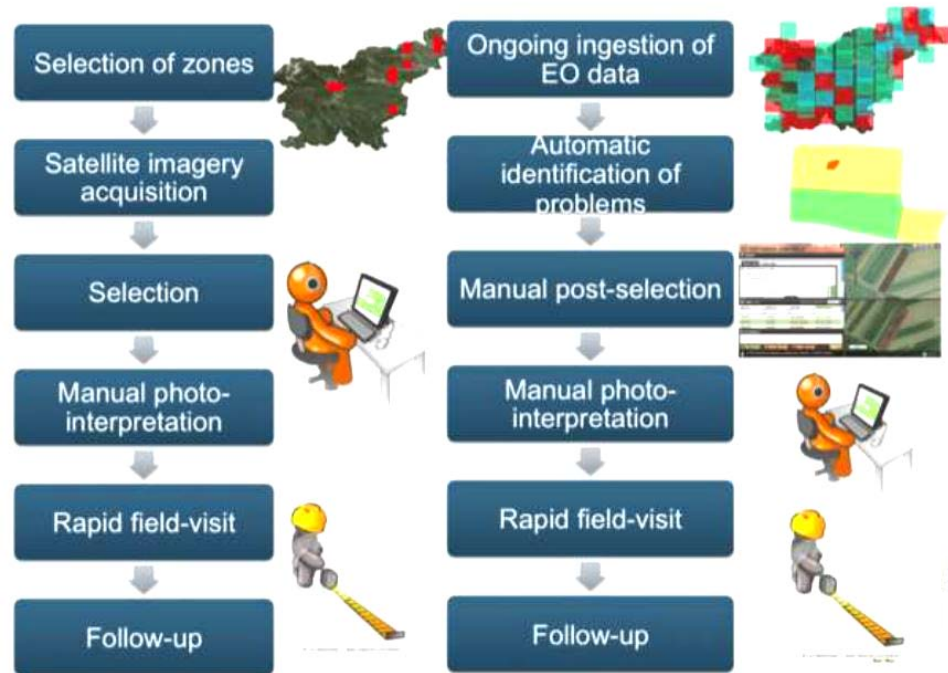 Selection of zones
Satellite imagery
acquisition
Selection
Manual photo-
interpretation
Rapid field-visit
Follow-up
Ongoing ingestion of
EO data
Automatic
identification of
problems
Manual post-selection
Manual photo-
interpretation
Rapid field-visit
Follow-up